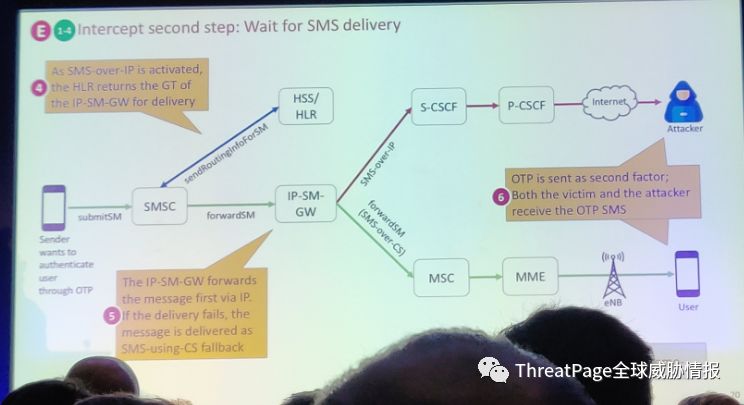 E 1-4 Intercept second step: Wait for SMS delivery
4
As SMS-over-IP is activated,
the HLR returns the GT of
the IP-SM-GW for delivery
HSS/
HLR
S-CSCF
P-CSCF
Internet
Attacker
sendRoutingInfoForSM
SMS-over-IP
6
OTP is sent as second factor;
Both the victim and the attacker
receive the OTP SMS
submitSM
SMSC
forwardSM
IP-SM-
GW
forwardSM
(SMS-over-CS)
Sender
wants to
authenticate
user
through OTP
MSC
MME
eNB
User
5
The IP-SM-GW forwards
the message first via IP.
If the delivery fails, the
message is delivered as
SMS-using-CS fallback
ThreatPage全球威胁情报
20